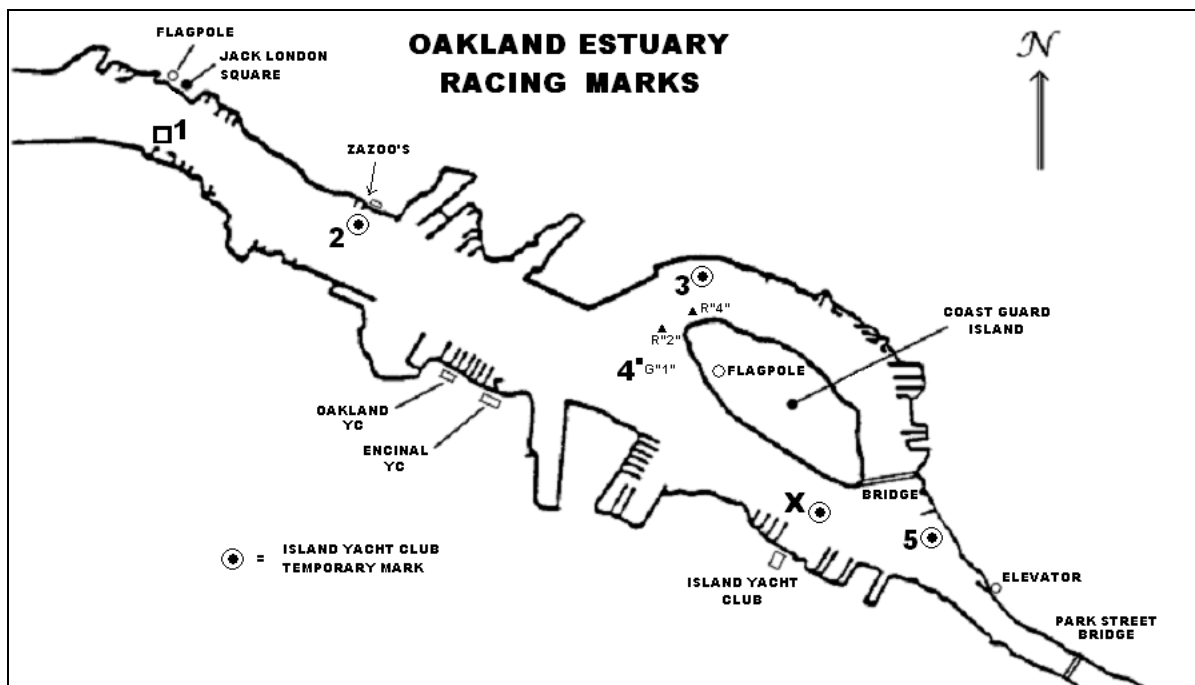 OAKLAND ESTUARY
RACING MARKS
N
FLAGPOLE
JACK LONDON
SQUARE
1
ZAZOO'S
2
3
R"4"
R"2"
4
G"1"
FLAGPOLE
COAST GUARD
ISLAND
OAKLAND
YC
ENCINAL
YC
BRIDGE
X
5
= ISLAND YACHT CLUB
TEMPORARY MARK
ISLAND YACHT
CLUB
ELEVATOR
PARK STREET
BRIDGE